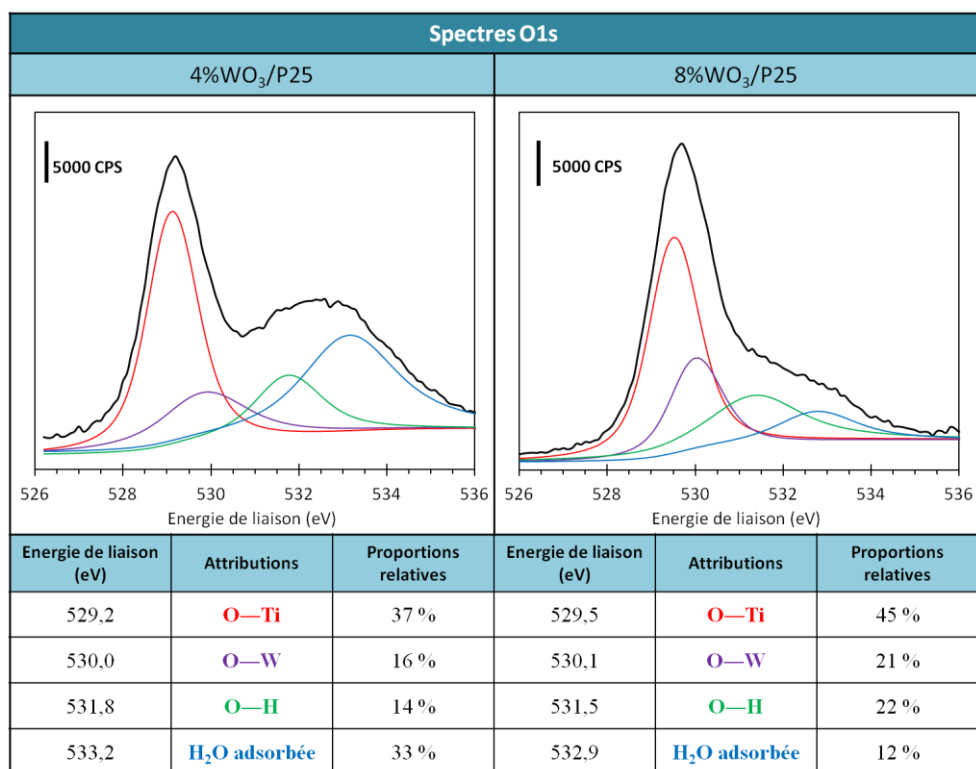 Spectres O1s
4%WO₃/P25 8%WO₃/P25
5000 CPS 5000 CPS
526 528 530 532 534 536 526 528 530 532 534 536
Energie de liaison (eV) Energie de liaison (eV)
Energie de liaison (eV) Attributions Proportions relatives Energie de liaison (eV) Attributions Proportions relatives
529,2 O—Ti 37 % 529,5 O—Ti 45 %
530,0 O—W 16 % 530,1 O—W 21 %
531,8 O—H 14 % 531,5 O—H 22 %
533,2 H₂O adsorbée 33 % 532,9 H₂O adsorbée 12 %